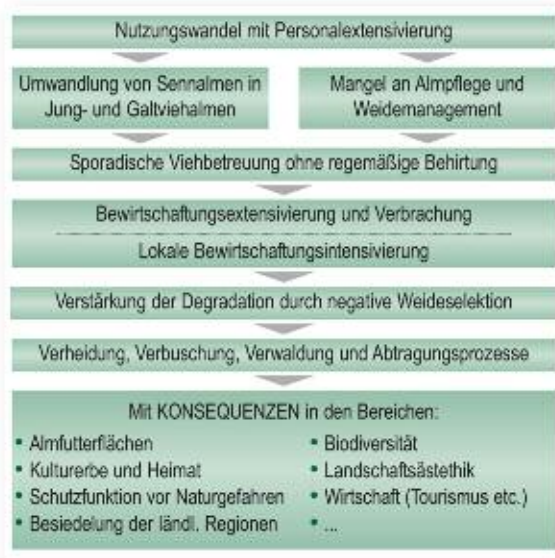 Nutzungswandel mit Personalextensivierung
Umwandlung von Sennalmen in
Jung- und Galtviehalmen
Mangel an Almpflege und
Weidemanagement
Sporadische Viehbetreuung ohne regemäßige Behirtung
Bewirtschaftungsextensivierung und Verbrachung
Lokale Bewirtschaftungsintensivierung
Verstärkung der Degradation durch negative Weideselektion
Verheidung, Verbuschung, Verwaldung und Abtragungsprozesse
Mit KONSEQUENZEN in den Bereichen:
• Almfutterflächen
• Kulturerbe und Heimat
• Schutzfunktion vor Naturgefahren
• Besiedelung der ländl. Regionen
• Biodiversität
• Landschaftsästethik
• Wirtschaft (Tourismus etc.)
• ...